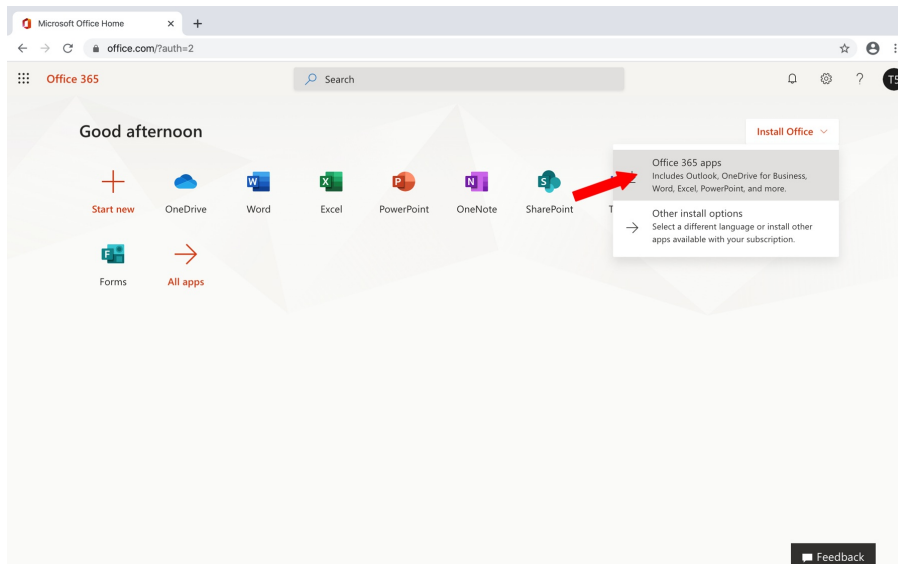 Microsoft Office Home
office.com/?auth=2
Office 365
Search
?
TS
Good afternoon
Install Office
Office 365 apps
Includes Outlook, OneDrive for Business,
Word, Excel, PowerPoint, and more.
Other install options
Select a different language or install other
apps available with your subscription.
Start new
OneDrive
Word
Excel
PowerPoint
OneNote
SharePoint
T
Forms
All apps
Feedback